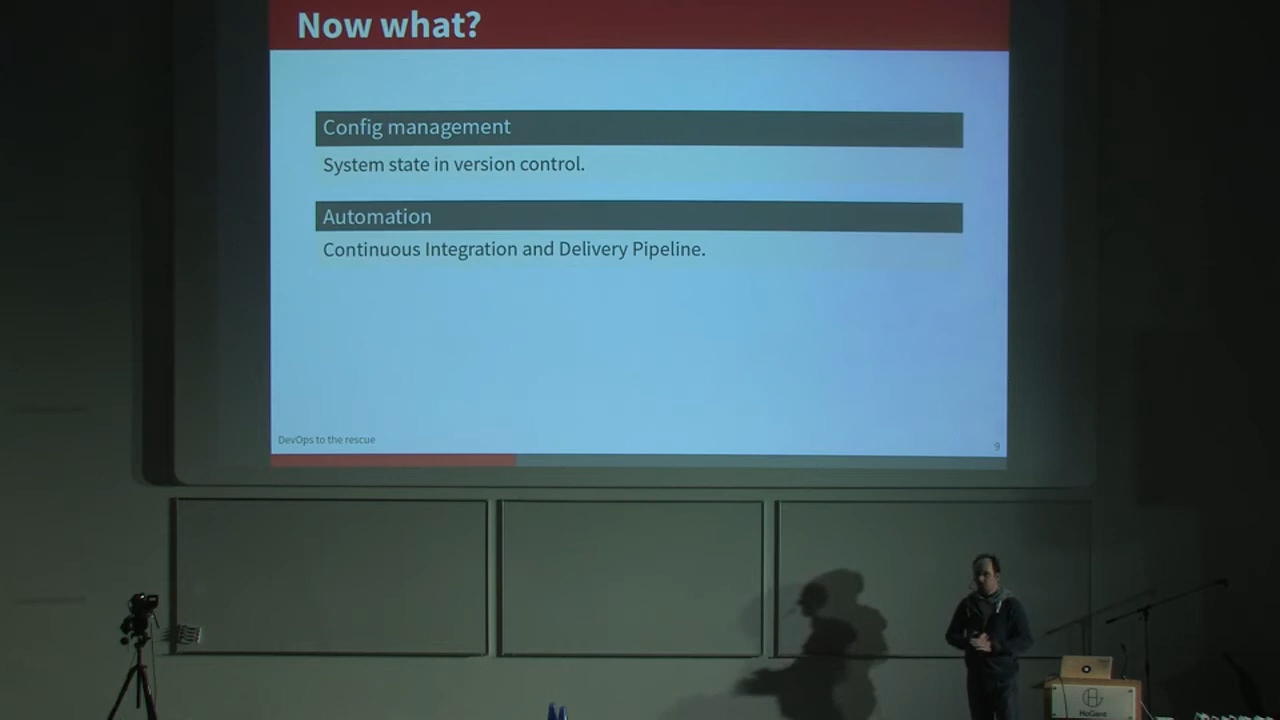 Now what?
Config management
System state in version control.
Automation
Continuous Integration and Delivery Pipeline.
DevOps to the rescue
9
HoGent